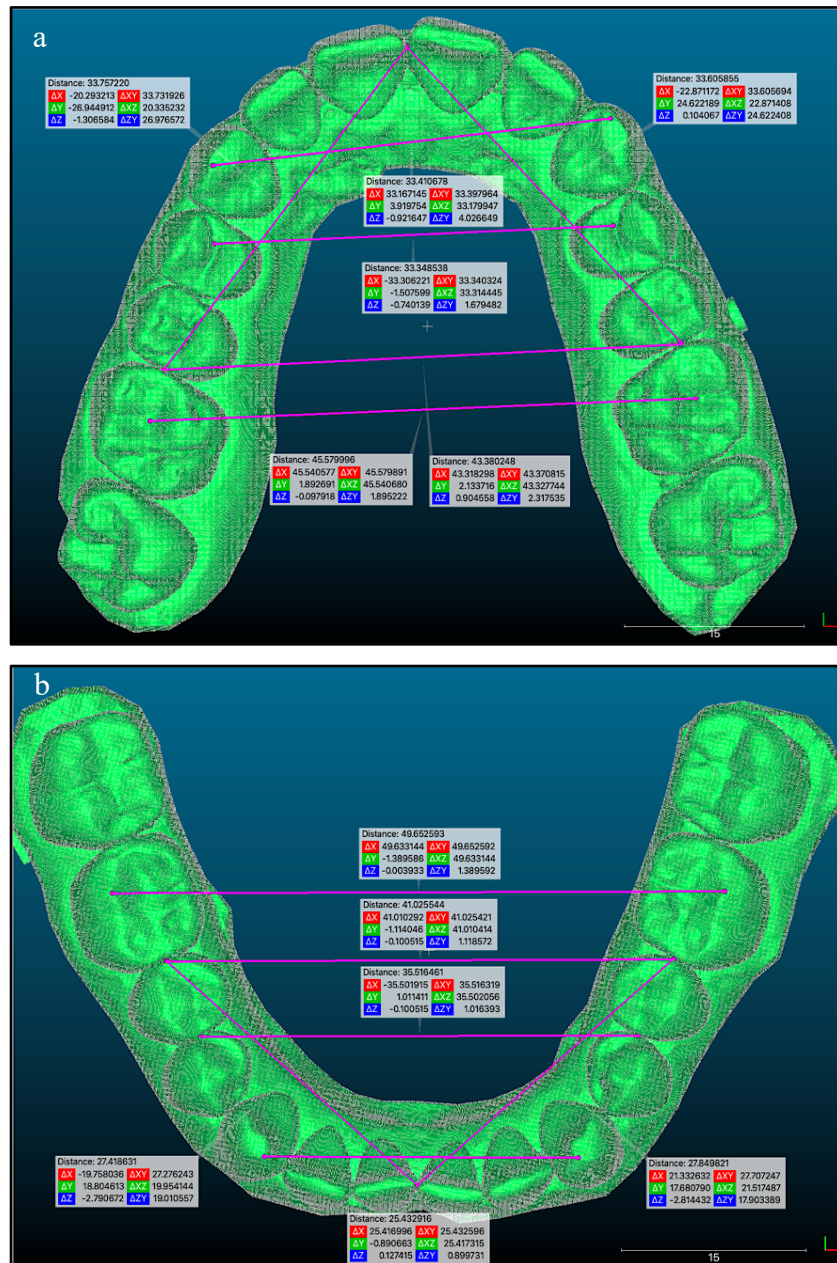 a
Distance: 33.757220
ΔX -20.293213 ΔXY 33.731926
ΔY -26.944912 ΔXZ 20.335232
ΔZ -1.306584 ΔZY 26.976572
Distance: 33.605855
ΔX -22.871172 ΔXY 33.605694
ΔY 24.622189 ΔXZ 22.871408
ΔZ 0.104067 ΔZY 24.622408
Distance: 33.410678
ΔX 33.167145 ΔXY 33.397964
ΔY 3.919754 ΔXZ 33.179947
ΔZ -0.921647 ΔZY 4.026649
Distance: 33.348538
ΔX -33.306221 ΔXY 33.340324
ΔY -1.507599 ΔXZ 33.314445
ΔZ -0.740139 ΔZY 1.679482
Distance: 45.579996
ΔX 45.540577 ΔXY 45.579891
ΔY 1.892691 ΔXZ 45.540680
ΔZ -0.097918 ΔZY 1.895222
Distance: 43.380248
ΔX 43.318298 ΔXY 43.370815
ΔY 2.133716 ΔXZ 43.327744
ΔZ 0.904558 ΔZY 2.317535
15
b
Distance: 49.652593
ΔX 49.633144 ΔXY 49.652592
ΔY -1.389586 ΔXZ 49.633144
ΔZ -0.003933 ΔZY 1.389592
Distance: 41.025544
ΔX 41.010292 ΔXY 41.025421
ΔY -1.114046 ΔXZ 41.010414
ΔZ -0.100515 ΔZY 1.118572
Distance: 35.516461
ΔX -35.501915 ΔXY 35.516319
ΔY 1.011411 ΔXZ 35.502056
ΔZ -0.100515 ΔZY 1.016393
Distance: 27.418631
ΔX -19.758036 ΔXY 27.276243
ΔY 18.804613 ΔXZ 19.954144
ΔZ -2.790672 ΔZY 19.010557
Distance: 27.849821
ΔX 21.332632 ΔXY 27.707247
ΔY 17.680790 ΔXZ 21.517487
ΔZ -2.814432 ΔZY 17.903389
Distance: 25.432916
ΔX 25.416996 ΔXY 25.432596
ΔY -0.890663 ΔXZ 25.417315
ΔZ 0.127415 ΔZY 0.899731
15